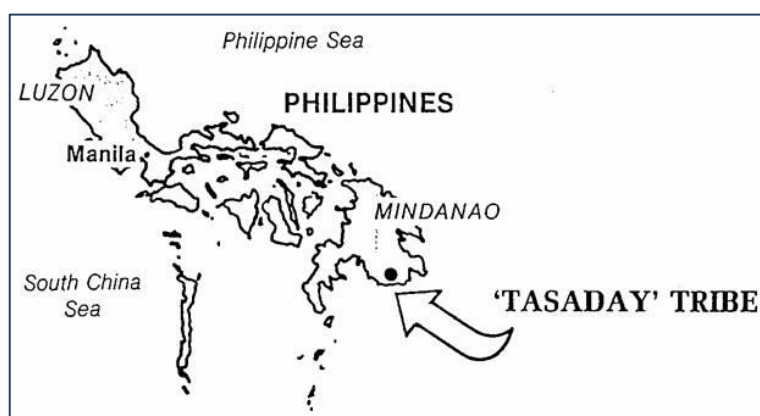 Philippine Sea
LUZON
PHILIPPINES
Manila
MINDANAO
South China
Sea
'TASADAY' TRIBE